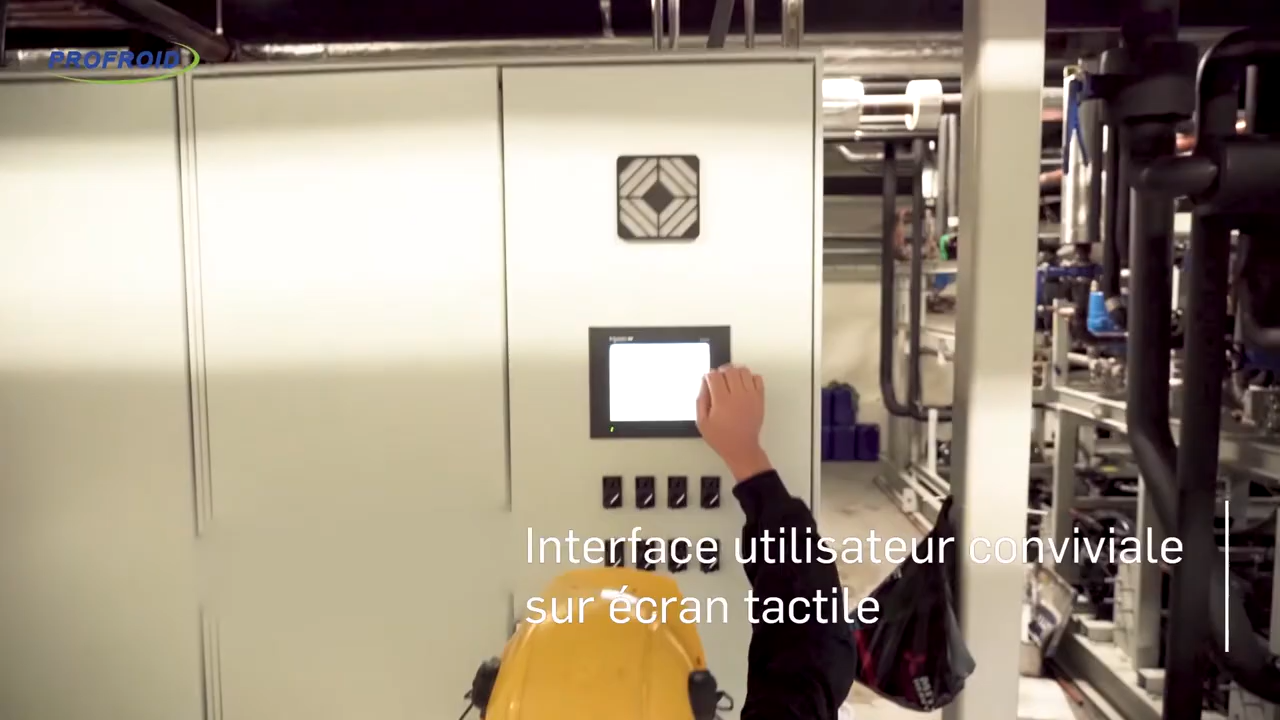 PROFROID
Interface utilisateur conviviale
sur écran tactile